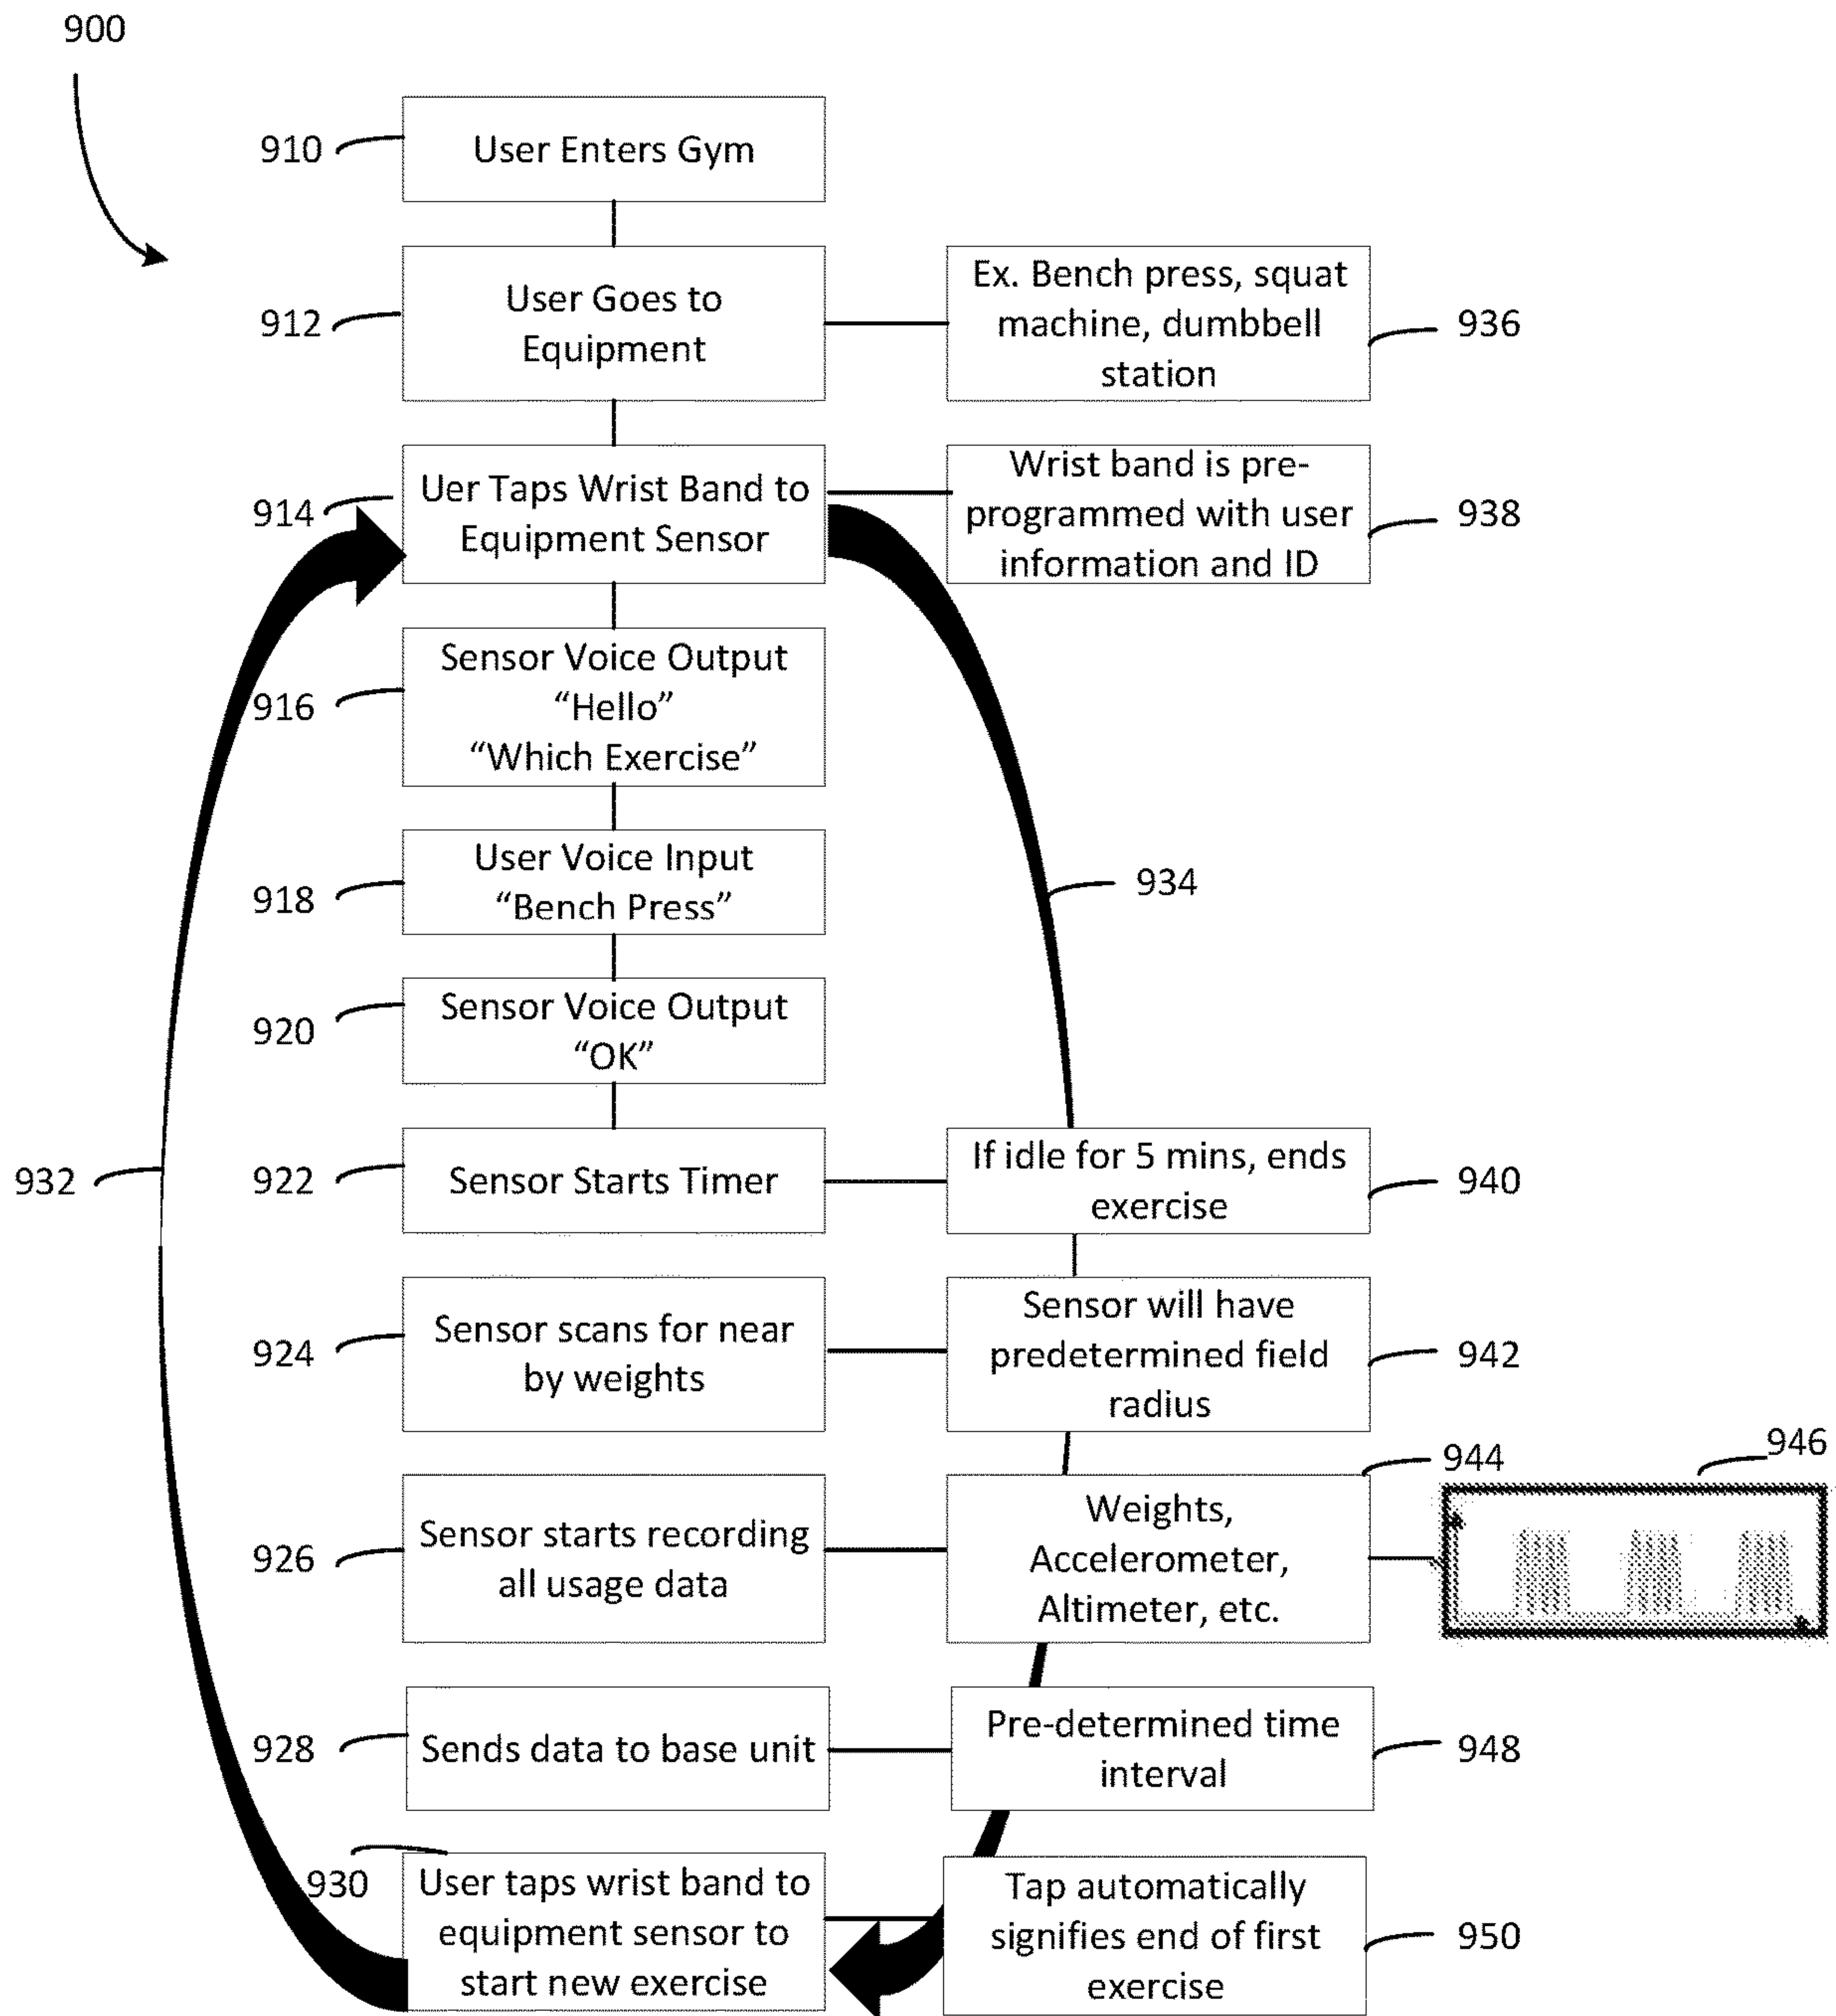 900
910
User Enters Gym
912
User Goes to
Equipment
Ex. Bench press, squat
machine, dumbbell
station
936
914
Uer Taps Wrist Band to
Equipment Sensor
Wrist band is pre-
programmed with user
information and ID
938
916
Sensor Voice Output
“Hello”
“Which Exercise”
918
User Voice Input
“Bench Press”
934
920
Sensor Voice Output
“OK”
932
922
Sensor Starts Timer
If idle for 5 mins, ends
exercise
940
924
Sensor scans for near
by weights
Sensor will have
predetermined field
radius
942
926
Sensor starts recording
all usage data
Weights,
Accelerometer,
Altimeter, etc.
944
946
928
Sends data to base unit
Pre-determined time
interval
948
930
User taps wrist band to
equipment sensor to
start new exercise
Tap automatically
signifies end of first
exercise
950